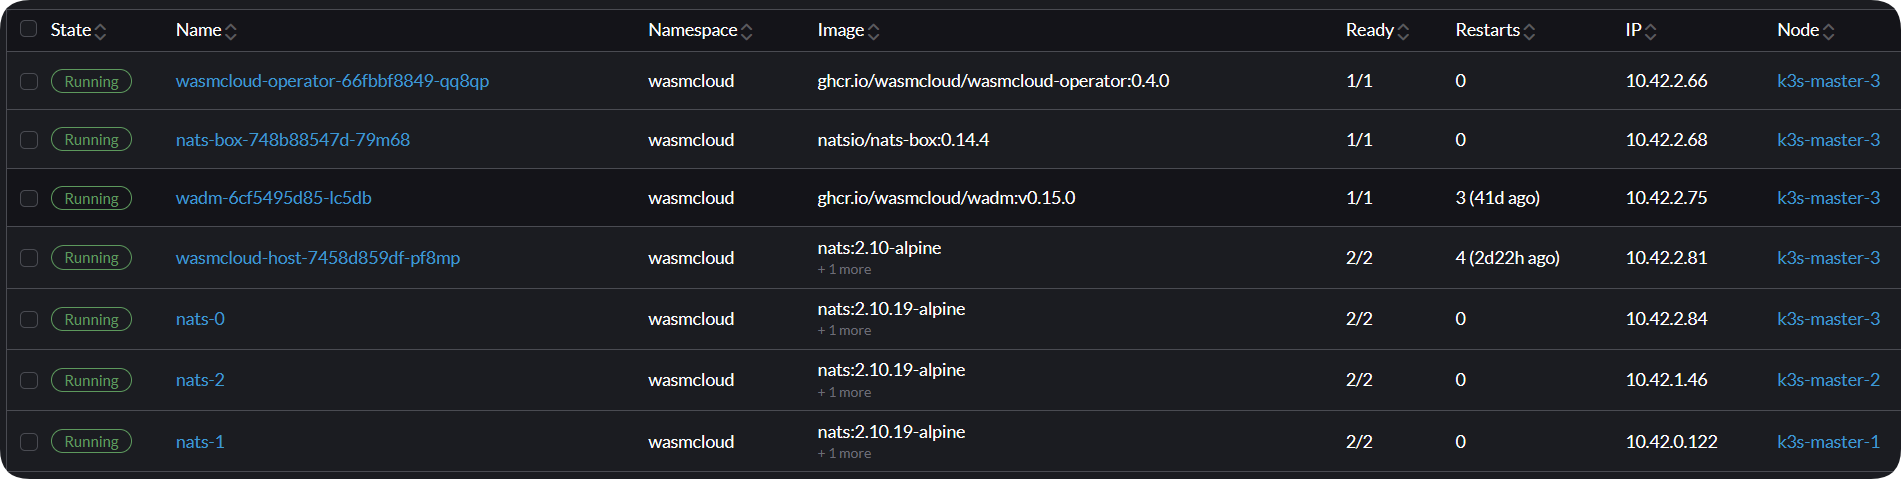 State Name Namespace Image Ready Restarts IP Node
Running wasmcloud-operator-66fbbf8849-qq8qp wasmcloud ghcr.io/wasmcloud/wasmcloud-operator:0.4.0 1/1 0 10.42.2.66 k3s-master-3
Running nats-box-748b88547d-79m68 wasmcloud natsio/nats-box:0.14.4 1/1 0 10.42.2.68 k3s-master-3
Running wadm-6cf5495d85-lc5db wasmcloud ghcr.io/wasmcloud/wadm:v0.15.0 1/1 3 (41d ago) 10.42.2.75 k3s-master-3
Running wasmcloud-host-7458d859df-pf8mp wasmcloud nats:2.10-alpine 2/2 4 (2d22h ago) 10.42.2.81 k3s-master-3
+ 1 more
Running nats-0 wasmcloud nats:2.10.19-alpine 2/2 0 10.42.2.84 k3s-master-3
+ 1 more
Running nats-2 wasmcloud nats:2.10.19-alpine 2/2 0 10.42.1.46 k3s-master-2
+ 1 more
Running nats-1 wasmcloud nats:2.10.19-alpine 2/2 0 10.42.0.122 k3s-master-1
+ 1 more